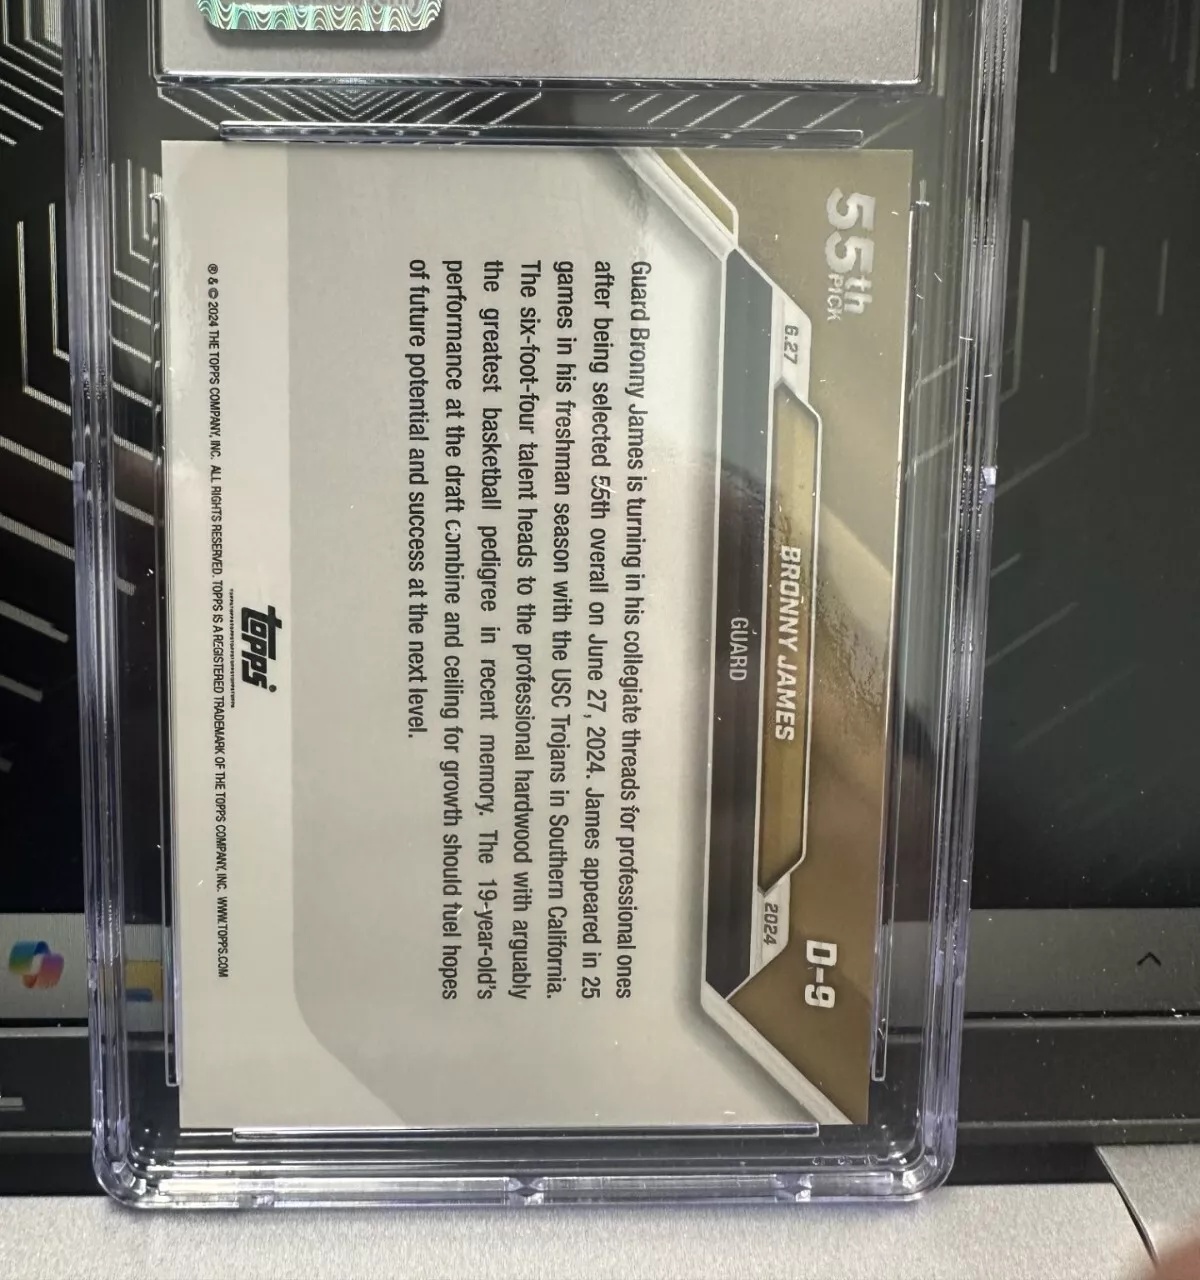 55th
PICK
D-9
6.27
BRONNY JAMES
2024
GUARD
Guard Bronny James is turning in his collegiate threads for professional ones
after being selected 55th overall on June 27, 2024. James appeared in 25
games in his freshman season with the USC Trojans in Southern California.
The six-foot-four talent heads to the professional hardwood with arguably
the greatest basketball pedigree in recent memory. The 19-year-old's
performance at the draft combine and ceiling for growth should fuel hopes
of future potential and success at the next level.
topps
® & © 2024 THE TOPPS COMPANY, INC. ALL RIGHTS RESERVED. TOPPS IS A REGISTERED TRADEMARK OF THE TOPPS COMPANY, INC. WWW.TOPPS.COM